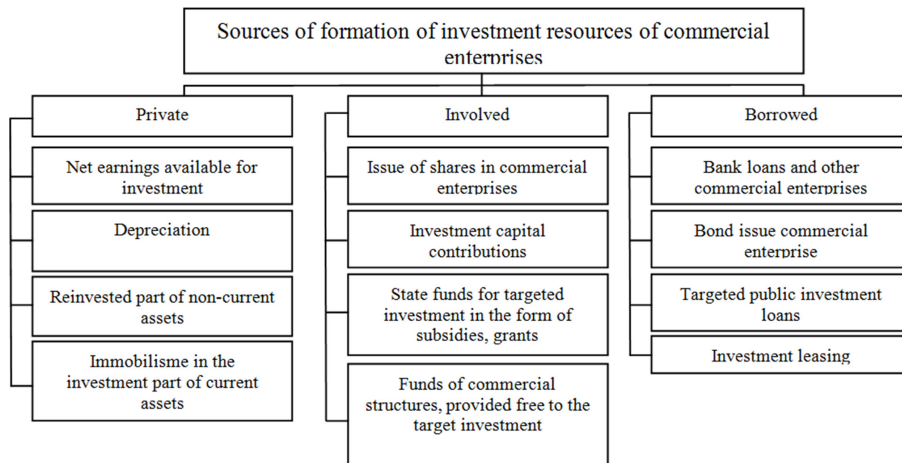 Sources of formation of investment resources of commercial
enterprises
Private
Net earnings available for
investment
Depreciation
Reinvested part of non-current
assets
Immobilisme in the
investment part of current
assets
Involved
Issue of shares in commercial
enterprises
Investment capital
contributions
State funds for targeted
investment in the form of
subsidies, grants
Funds of commercial
structures, provided free to the
target investment
Borrowed
Bank loans and other
commercial enterprises
Bond issue commercial
enterprise
Targeted public investment
loans
Investment leasing